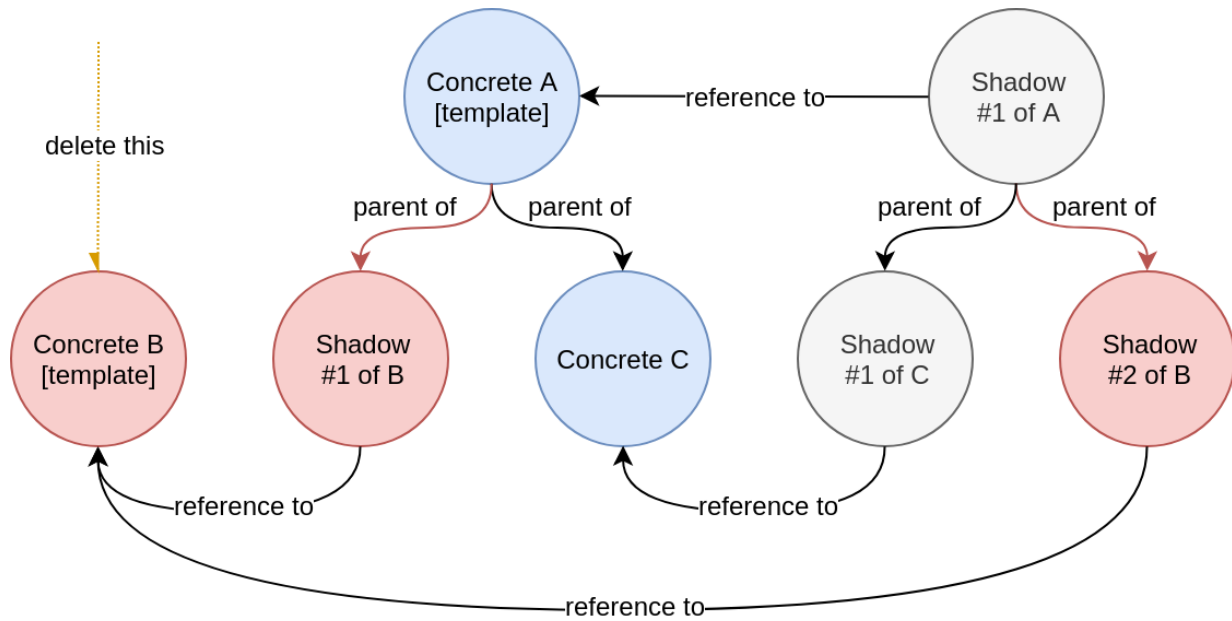 Concrete A
[template]
reference to
Shadow
#1 of A
delete this
parent of
parent of
parent of
parent of
Concrete B
[template]
Shadow
#1 of B
Concrete C
Shadow
#1 of C
Shadow
#2 of B
reference to
reference to
reference to